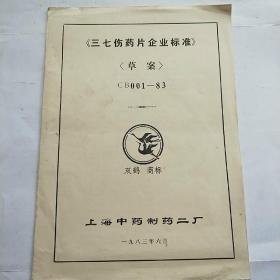 《三七伤药片企业标准》
〈草案〉
CB001—83
双鹤 商标
上海中药制药二厂
一九八三年六月